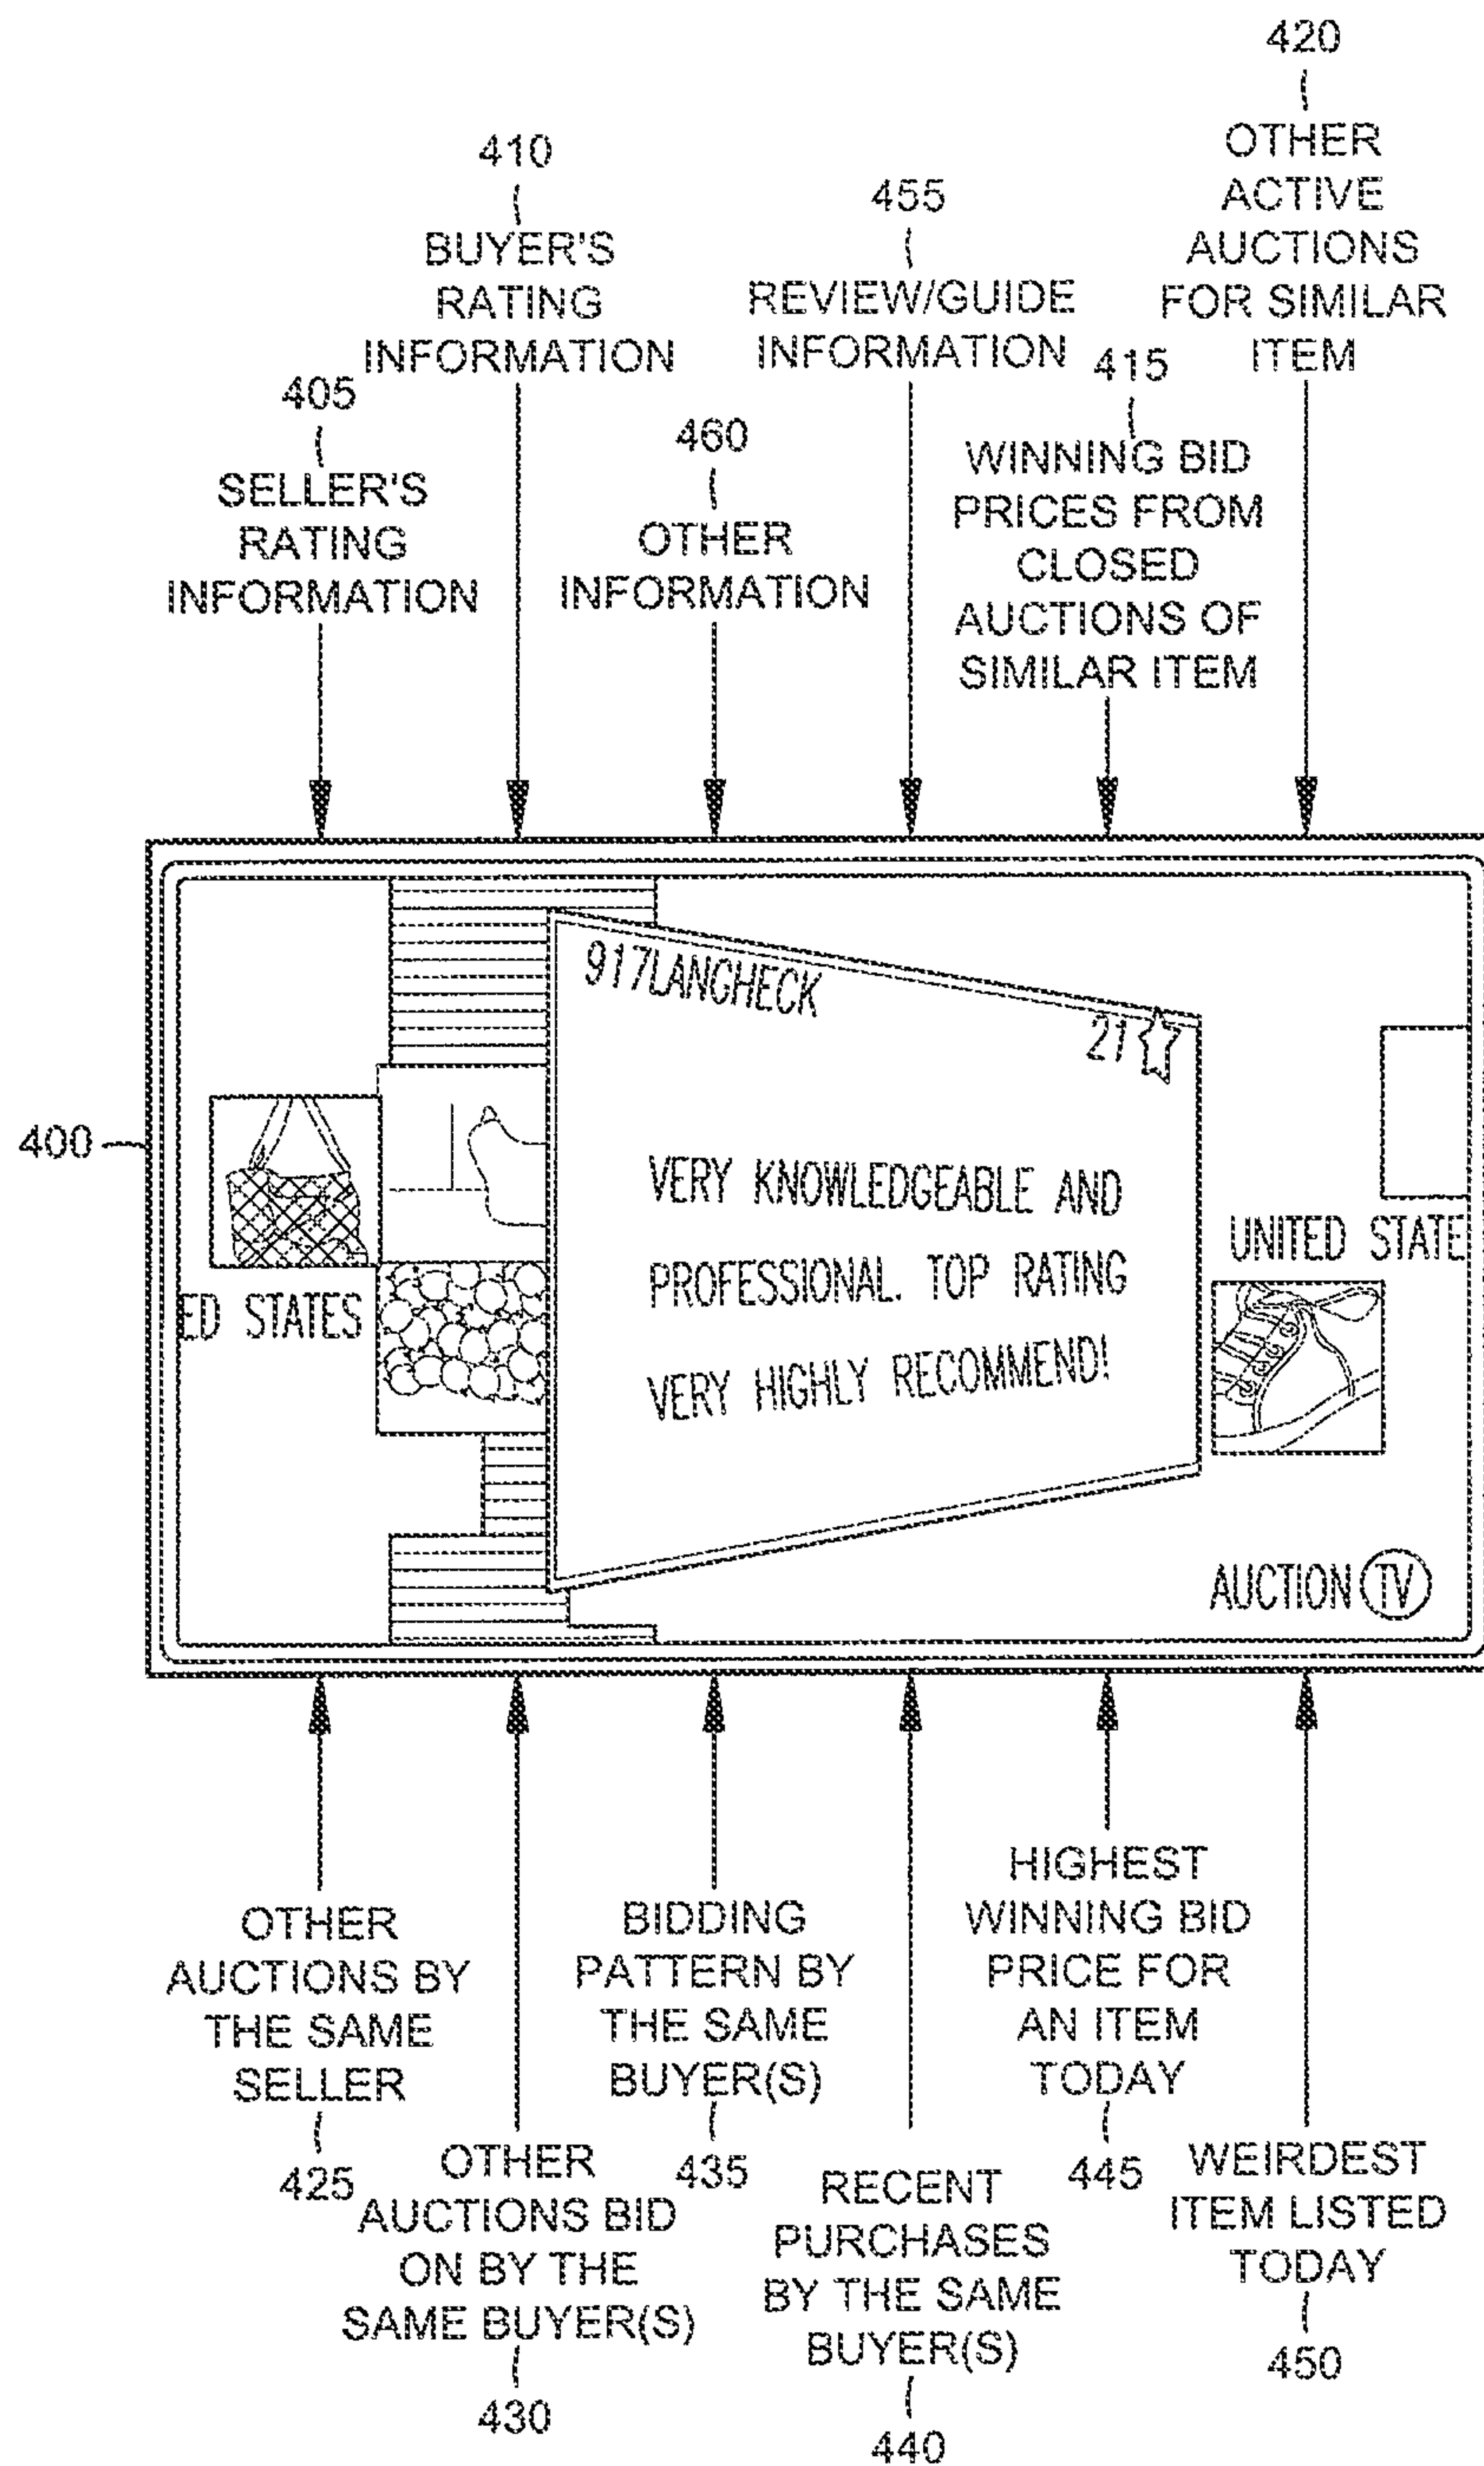 420
OTHER
ACTIVE
AUCTIONS
FOR SIMILAR
ITEM
410
BUYER'S
RATING
INFORMATION
455
REVIEW/GUIDE
INFORMATION
415
WINNING BID
PRICES FROM
CLOSED
AUCTIONS OF
SIMILAR ITEM
405
SELLER'S
RATING
INFORMATION
460
OTHER
INFORMATION
400
917LANCHECK
21
VERY KNOWLEDGEABLE AND
PROFESSIONAL. TOP RATING
VERY HIGHLY RECOMMEND!
ED STATES
UNITED STATE
AUCTION TV
OTHER
AUCTIONS BY
THE SAME
SELLER
425
OTHER
AUCTIONS BID
ON BY THE
SAME BUYER(S)
430
BIDDING
PATTERN BY
THE SAME
BUYER(S)
435
RECENT
PURCHASES
BY THE SAME
BUYER(S)
440
HIGHEST
WINNING BID
PRICE FOR
AN ITEM
TODAY
445
WEIRDEST
ITEM LISTED
TODAY
450